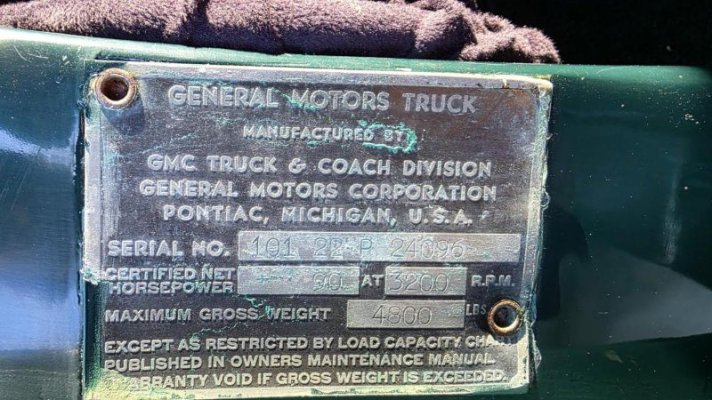 GENERAL MOTORS TRUCK
MANUFACTURED BY
GMC TRUCK & COACH DIVISION
GENERAL MOTORS CORPORATION
PONTIAC, MICHIGAN, U.S.A.
SERIAL NO. 101 22 P 24096
CERTIFIED NET HORSEPOWER 90 AT 3200 R.P.M.
MAXIMUM GROSS WEIGHT 4800 LBS
EXCEPT AS RESTRICTED BY LOAD CAPACITY
PUBLISHED IN OWNERS MAINTENANCE MANUAL.
WARRANTY VOID IF GROSS WEIGHT IS EXCEEDED.